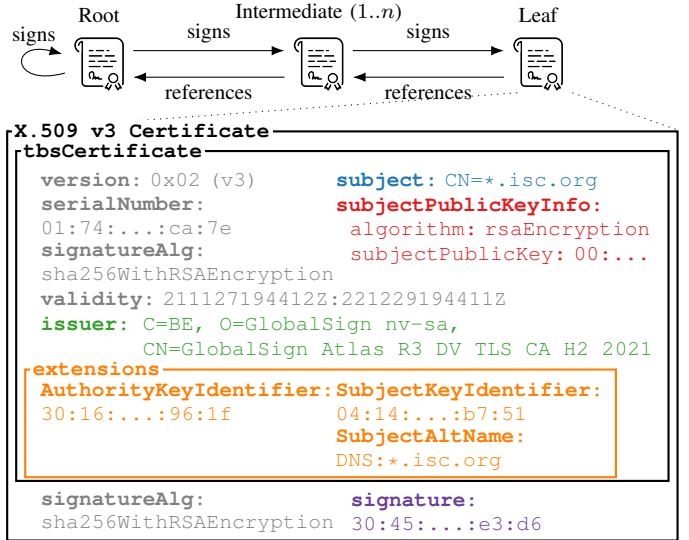 Root Intermediate (1..n) Leaf
signs signs signs
references references
X.509 v3 Certificate
tbsCertificate
version: 0x02 (v3) subject: CN=*.isc.org
serialNumber: subjectPublicKeyInfo:
01:74:...:ca:7e algorithm: rsaEncryption
signatureAlg: subjectPublicKey: 00:...
sha256WithRSAEncryption
validity: 211127194412Z:221229194411Z
issuer: C=BE, O=GlobalSign nv-sa,
CN=GlobalSign Atlas R3 DV TLS CA H2 2021
extensions
AuthorityKeyIdentifier: SubjectKeyIdentifier:
30:16:...:96:1f 04:14:...:b7:51
SubjectAltName:
DNS:*.isc.org
signatureAlg: signature:
sha256WithRSAEncryption 30:45:...:e3:d6